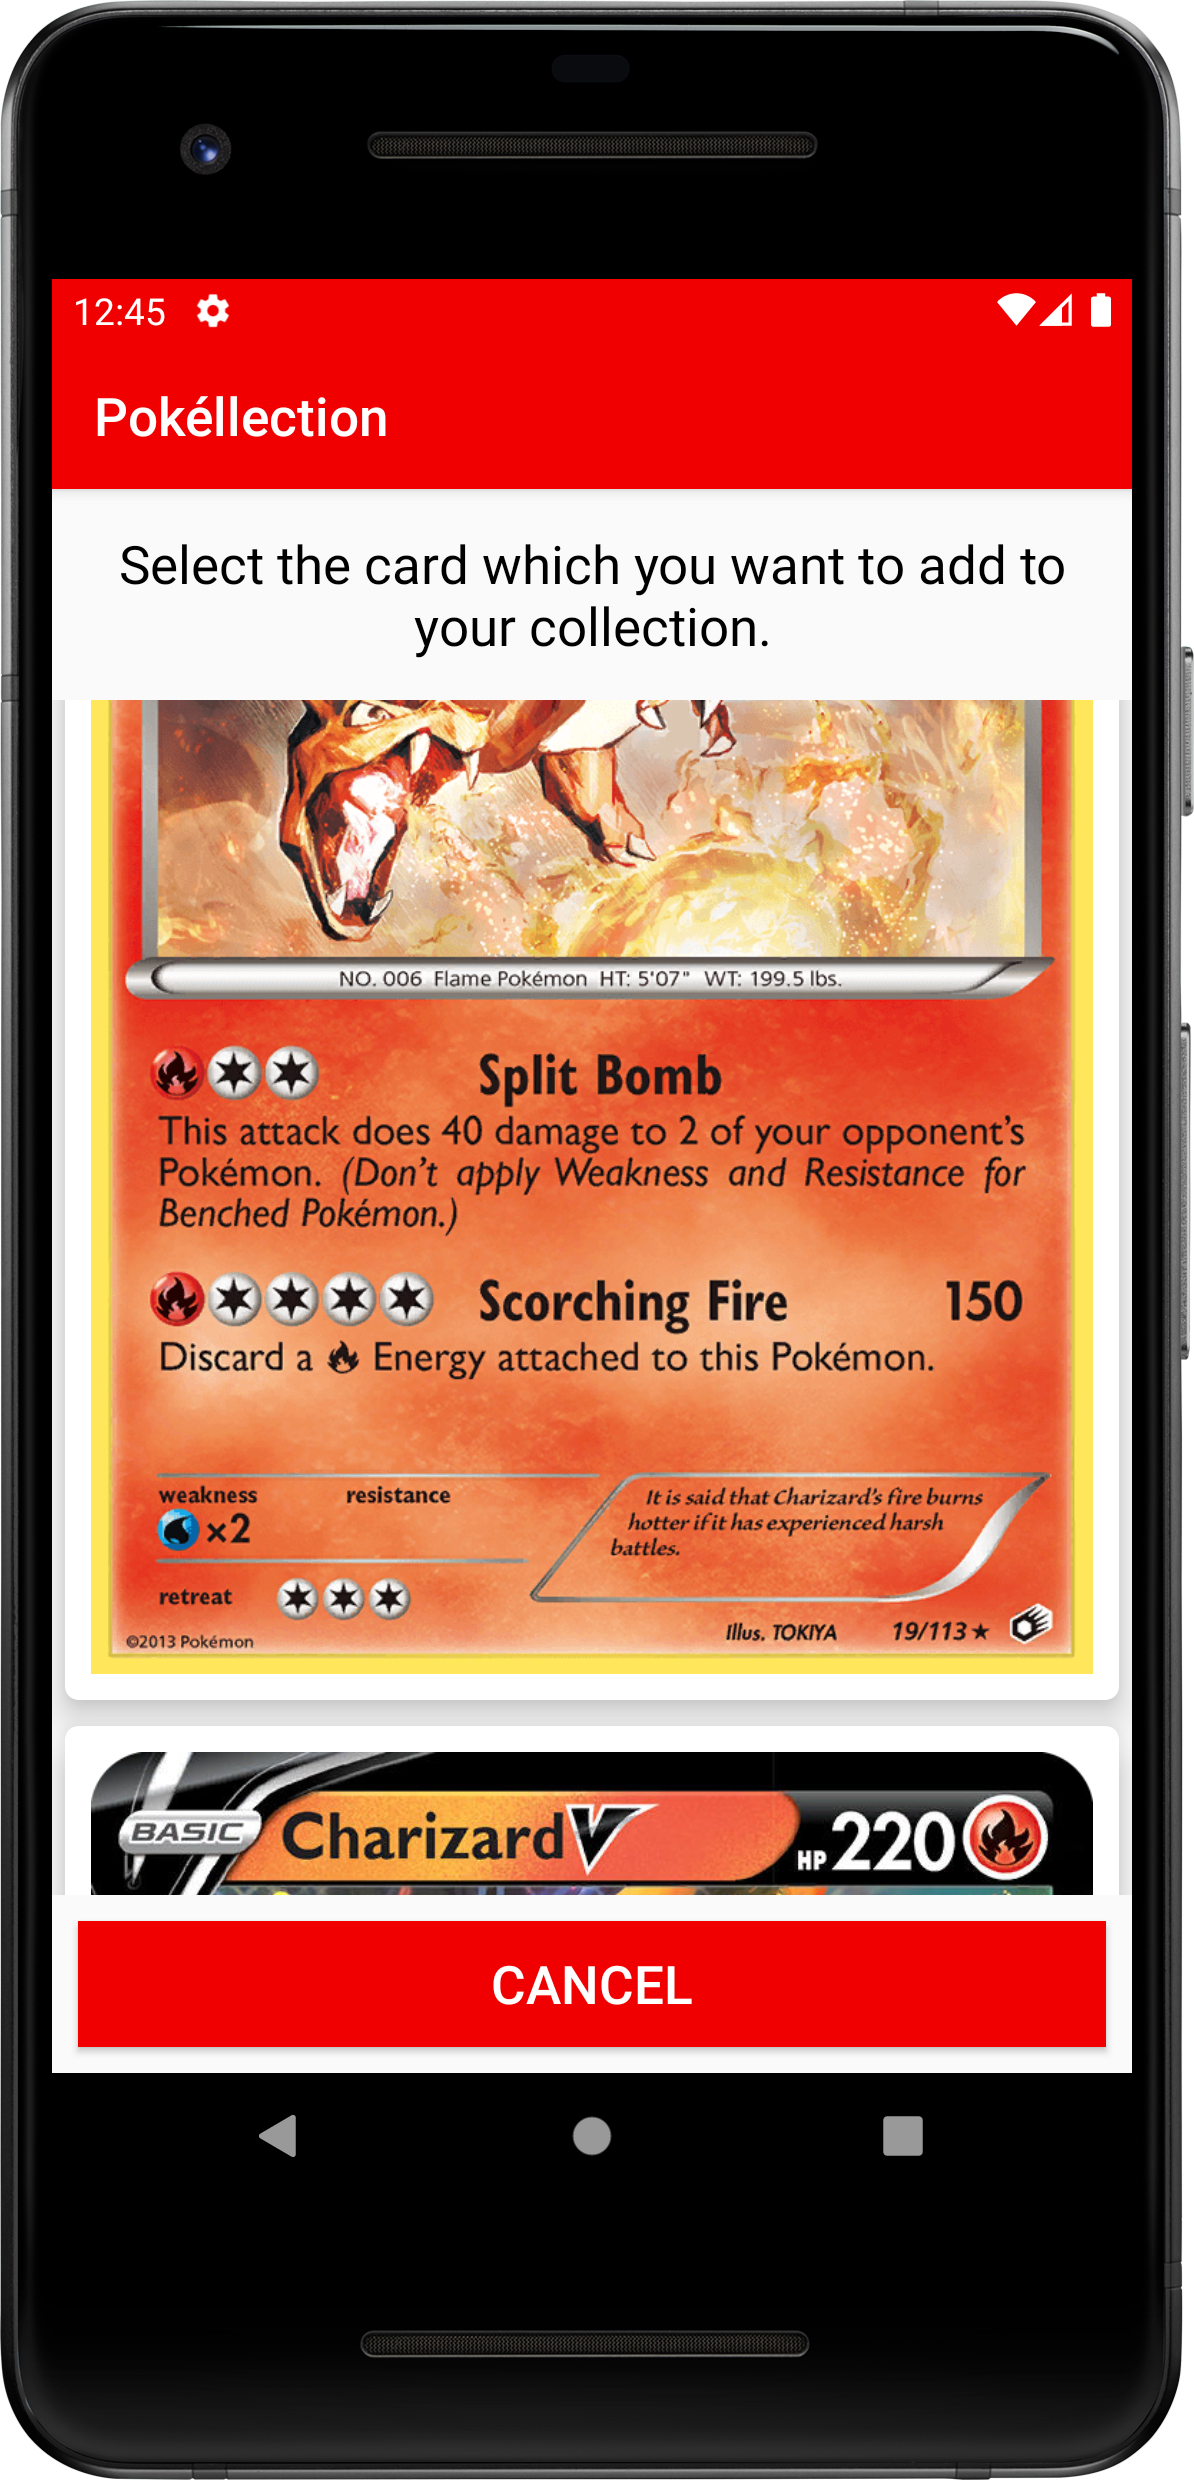 12:45
Pokéllection
Select the card which you want to add to
your collection.
NO. 006 Flame Pokémon HT: 5'07" WT: 199.5 lbs.
Split Bomb
This attack does 40 damage to 2 of your opponent's
Pokémon. (Don't apply Weakness and Resistance for
Benched Pokémon.)
Scorching Fire 150
Discard a Energy attached to this Pokémon.
weakness resistance
×2
It is said that Charizard's fire burns
hotter if it has experienced harsh
battles.
retreat
©2013 Pokémon Illus. TOKIYA 19/113
BASIC Charizard V HP 220
CANCEL